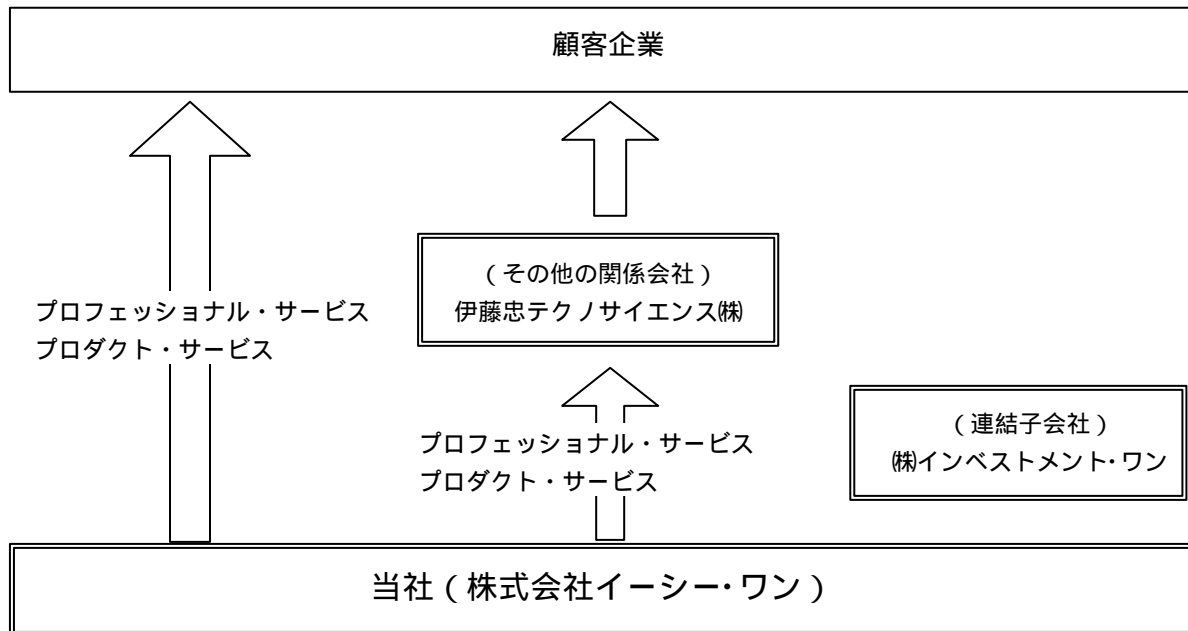 顧客企業
(その他の関係会社)
伊藤忠テクノサイエンス㈱
プロフェッショナル・サービス
プロダクト・サービス
プロフェッショナル・サービス
プロダクト・サービス
(連結子会社)
㈱インベストメント・ワン
当社(株式会社イーシー・ワン)